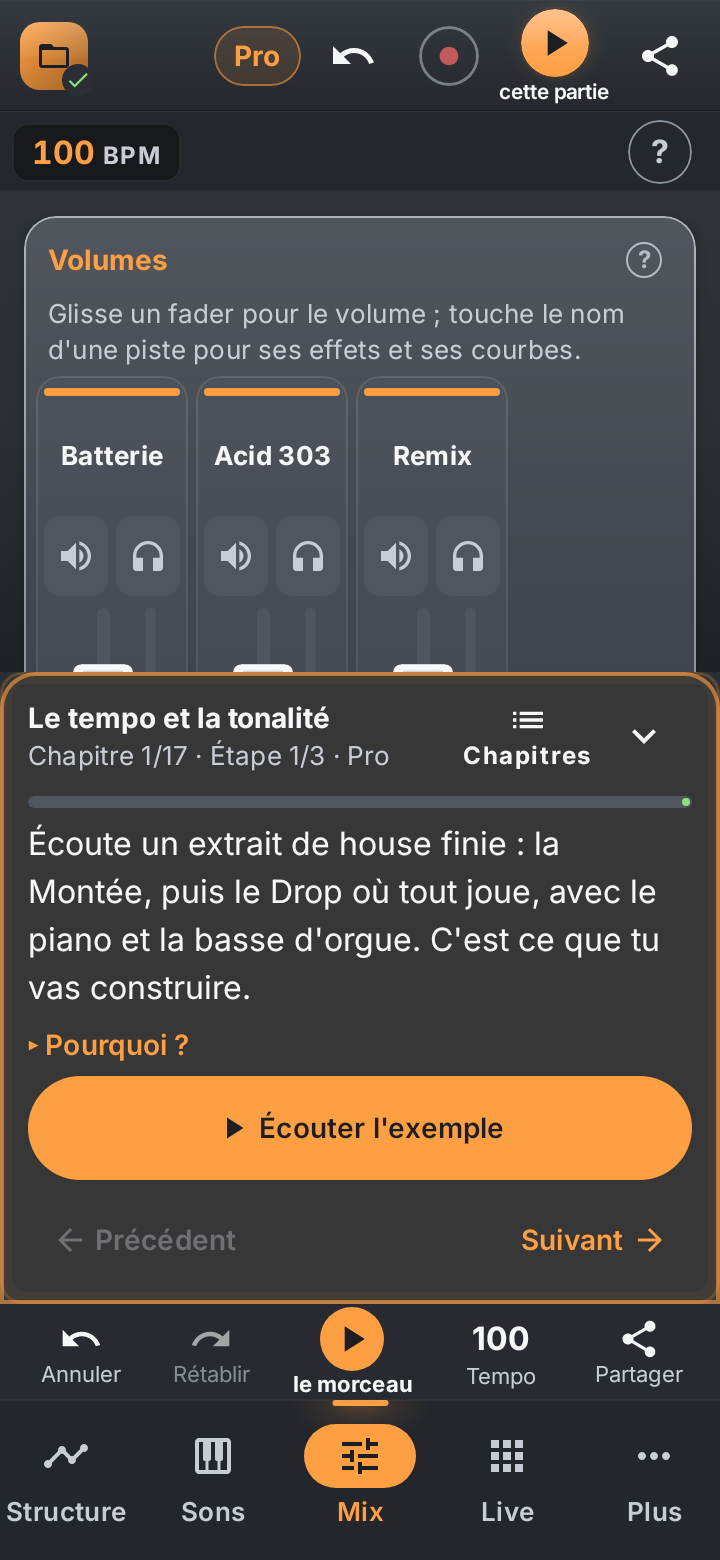 Pro
cette partie
100 BPM
?
Volumes
?
Glisse un fader pour le volume ; touche le nom
d'une piste pour ses effets et ses courbes.
Batterie
Acid 303
Remix
Le tempo et la tonalité
Chapitre 1/17 · Étape 1/3 · Pro
Chapitres
Écoute un extrait de house finie : la
Montée, puis le Drop où tout joue, avec le
piano et la basse d'orgue. C'est ce que tu
vas construire.
▸ Pourquoi ?
Écouter l'exemple
Précédent
Suivant
Annuler
Rétablir
le morceau
100
Tempo
Partager
Structure
Sons
Mix
Live
Plus